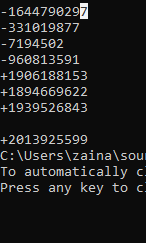 -1644790297
-331019877
-7194502
-960813591
+1906188153
+1894669622
+1939526843
+2013925599
C:\Users\zaina\sou
To automatically c
Press any key to c